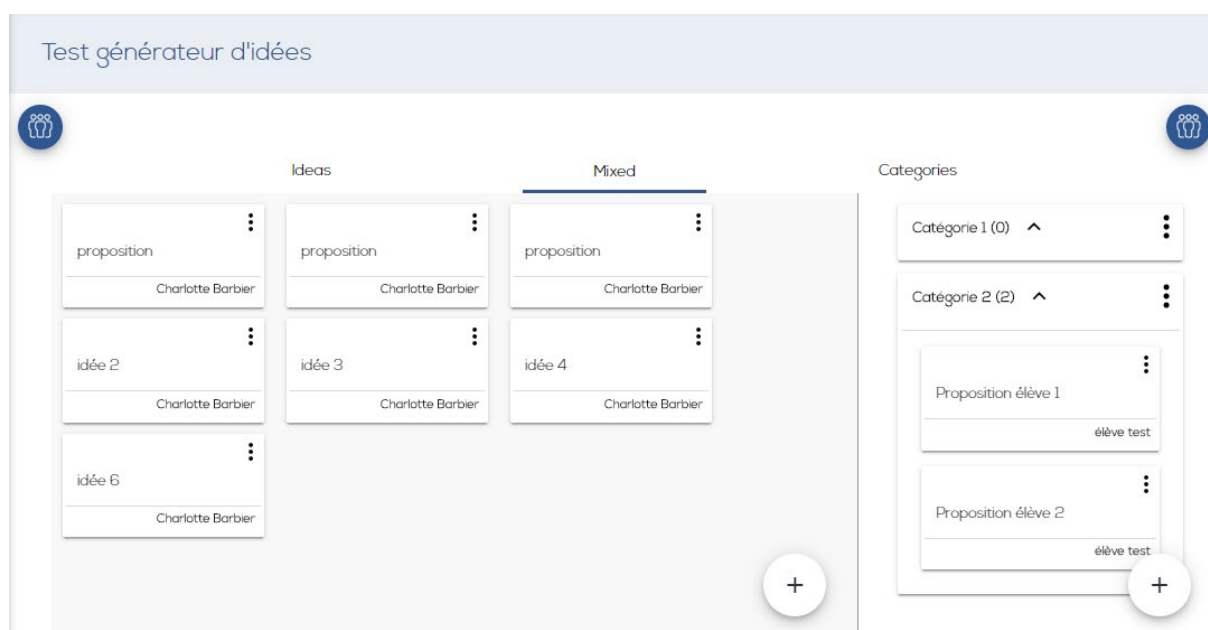 Test générateur d'idées
Ideas
Mixed
Categories
proposition
Charlotte Barbier
proposition
Charlotte Barbier
proposition
Charlotte Barbier
idée 2
Charlotte Barbier
idée 3
Charlotte Barbier
idée 4
Charlotte Barbier
idée 6
Charlotte Barbier
+
Catégorie 1 (0)
Catégorie 2 (2)
Proposition élève 1
élève test
Proposition élève 2
élève test
+